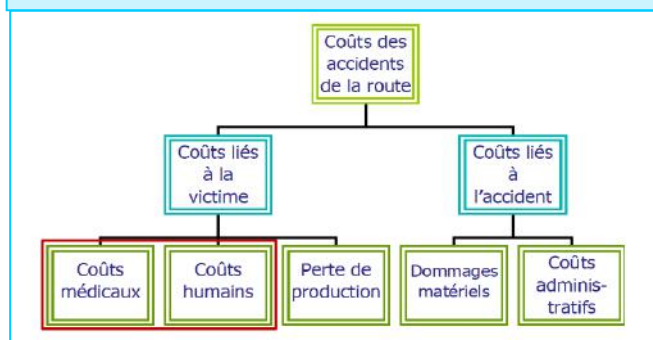 Coûts des
accidents
de la route
Coûts liés
à la
victime
Coûts liés
à
l'accident
Coûts
médicaux
Coûts
humains
Perte de
production
Dommages
matériels
Coûts
adminis-
tratifs